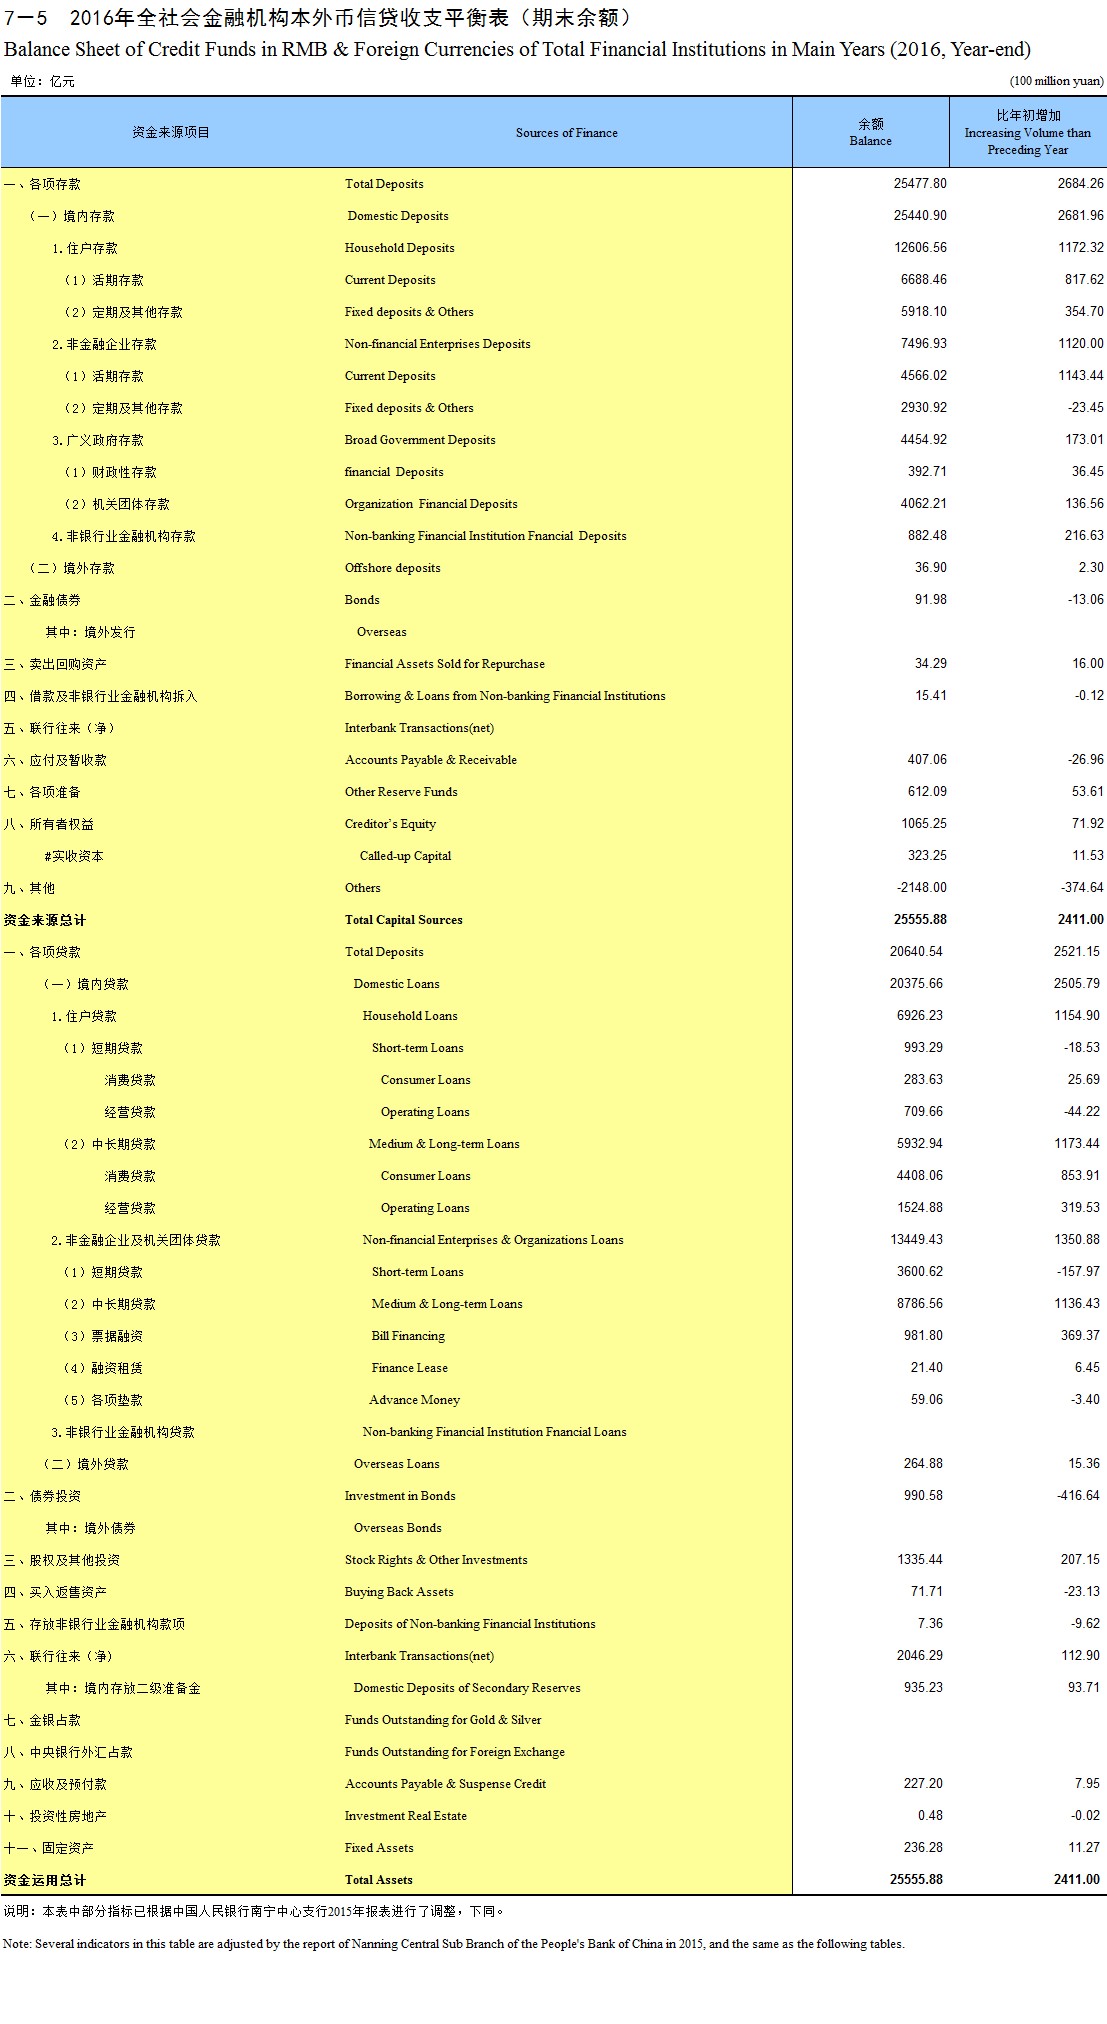 7—5 2016年全社会金融机构本外币信贷收支平衡表（期末余额）
Balance Sheet of Credit Funds in RMB & Foreign Currencies of Total Financial Institutions in Main Years (2016, Year-end)
单位：亿元 (100 million yuan)
资金来源项目 Sources of Finance 余额 Balance 比年初增加 Increasing Volume than Preceding Year
一、各项存款 Total Deposits 25477.80 2684.26
（一）境内存款 Domestic Deposits 25440.90 2681.96
1.住户存款 Household Deposits 12606.56 1172.32
（1）活期存款 Current Deposits 6688.46 817.62
（2）定期及其他存款 Fixed deposits & Others 5918.10 354.70
2.非金融企业存款 Non-financial Enterprises Deposits 7496.93 1120.00
（1）活期存款 Current Deposits 4566.02 1143.44
（2）定期及其他存款 Fixed deposits & Others 2930.92 -23.45
3.广义政府存款 Broad Government Deposits 4454.92 173.01
（1）财政性存款 financial Deposits 392.71 36.45
（2）机关团体存款 Organization Financial Deposits 4062.21 136.56
4.非银行业金融机构存款 Non-banking Financial Institution Fnancial Deposits 882.48 216.63
（二）境外存款 Offshore deposits 36.90 2.30
二、金融债券 Bonds 91.98 -13.06
其中：境外发行 Overseas
三、卖出回购资产 Financial Assets Sold for Repurchase 34.29 16.00
四、借款及非银行业金融机构拆入 Borrowing & Loans from Non-banking Financial Institutions 15.41 -0.12
五、联行往来（净） Interbank Transactions(net)
六、应付及暂收款 Accounts Payable & Receivable 407.06 -26.96
七、各项准备 Other Reserve Funds 612.09 53.61
八、所有者权益 Creditor’s Equity 1065.25 71.92
#实收资本 Called-up Capital 323.25 11.53
九、其他 Others -2148.00 -374.64
资金来源总计 Total Capital Sources 25555.88 2411.00
一、各项贷款 Total Deposits 20640.54 2521.15
（一）境内贷款 Domestic Loans 20375.66 2505.79
1.住户贷款 Household Loans 6926.23 1154.90
（1）短期贷款 Short-term Loans 993.29 -18.53
消费贷款 Consumer Loans 283.63 25.69
经营贷款 Operating Loans 709.66 -44.22
（2）中长期贷款 Medium & Long-term Loans 5932.94 1173.44
消费贷款 Consumer Loans 4408.06 853.91
经营贷款 Operating Loans 1524.88 319.53
2.非金融企业及机关团体贷款 Non-financial Enterprises & Organizations Loans 13449.43 1350.88
（1）短期贷款 Short-term Loans 3600.62 -157.97
（2）中长期贷款 Medium & Long-term Loans 8786.56 1136.43
（3）票据融资 Bill Financing 981.80 369.37
（4）融资租赁 Finance Lease 21.40 6.45
（5）各项垫款 Advance Money 59.06 -3.40
3.非银行业金融机构贷款 Non-banking Financial Institution Fnancial Loans
（二）境外贷款 Overseas Loans 264.88 15.36
二、债券投资 Investment in Bonds 990.58 -416.64
其中：境外债券 Overseas Bonds
三、股权及其他投资 Stock Rights & Other Investments 1335.44 207.15
四、买入返售资产 Buying Back Assets 71.71 -23.13
五、存放非银行业金融机构款项 Deposits of Non-banking Financial Institutions 7.36 -9.62
六、联行往来（净） Interbank Transactions(net) 2046.29 112.90
其中：境内存放二级准备金 Domestic Deposits of Secondary Reserves 935.23 93.71
七、金银占款 Funds Outstanding for Gold & Silver
八、中央银行外汇占款 Funds Outstanding for Foreign Exchange
九、应收及预付款 Accounts Payable & Suspense Credit 227.20 7.95
十、投资性房地产 Investment Real Estate 0.48 -0.02
十一、固定资产 Fixed Assets 236.28 11.27
资金运用总计 Total Assets 25555.88 2411.00
说明：本表中部分指标已根据中国人民银行南宁中心支行2015年报表进行了调整，下同。
Note: Several indicators in this table are adjusted by the report of Nanning Central Sub Branch of the People's Bank of China in 2015, and the same as the following tables.